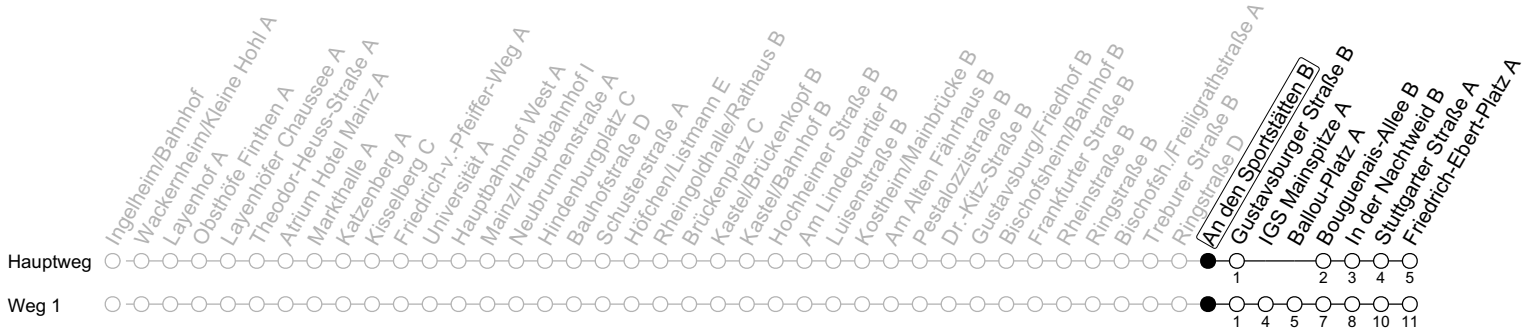 Ingelheim/Bahnhof
Wackernheim/Kleine Hohl A
Layenhof A
Obsthöfe Finthen A
Layenhöfer Chaussee A
Theodor-Heuss-Straße A
Atrium Hotel Mainz A
Markthalle A
Katzenberg A
Kisselberg C
Friedrich-v.-Pfeiffer-Weg A
Universität A
Hauptbahnhof West A
Mainz/Hauptbahnhof I
Neubrunnenstraße A
Hindenburgplatz C
Bauhofstraße D
Schusterstraße A
Höfchen/Listmann E
Rheingoldhalle/Rathaus B
Brückenplatz C
Kastel/Brückenkopf B
Kastel/Bahnhof B
Hochheimer Straße B
Am Lindequartier B
Luisenstraße B
Kostheim/Mainbrücke B
Am Alten Fährhaus B
Pestalozzistraße B
Dr.-Kitz-Straße B
Gustavsburg/Friedhof B
Bischofsheim/Bahnhof B
Frankfurter Straße B
Rheinstraße B
Ringstraße B
Bischofsh./Freiligrathstraße A
Treburer Straße B
Ringstraße D
An den Sportstätten B
Gustavsburger Straße B
IGS Mainspitze A
Ballou-Platz A
Bouguenais-Allee B
In der Nachtweid B
Stuttgarter Straße A
Friedrich-Ebert-Platz A
Hauptweg
1 2 3 4 5
Weg 1
1 4 5 7 8 10 11